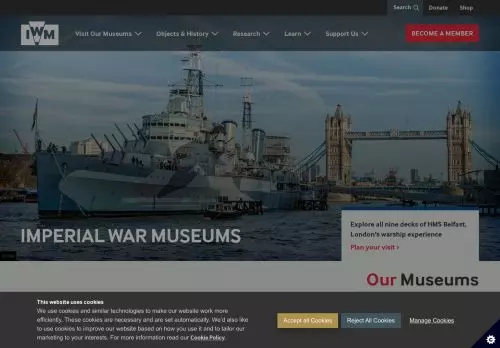 Search
Donate
Shop
IWM
Visit Our Museums
Objects & History
Research
Learn
Support Us
BECOME A MEMBER
IMPERIAL WAR MUSEUMS
Explore all nine decks of HMS Belfast,
London's warship experience
Plan your visit >
Our Museums
This website uses cookies
We use cookies and similar technologies to make our website work more
efficiently. These cookies are necessary and are set automatically. We'd also like
to use cookies to improve our website based on how you use it and to tailor our
marketing to your interests. For more information read our Cookie Policy.
Accept all Cookies
Reject All Cookies
Manage Cookies